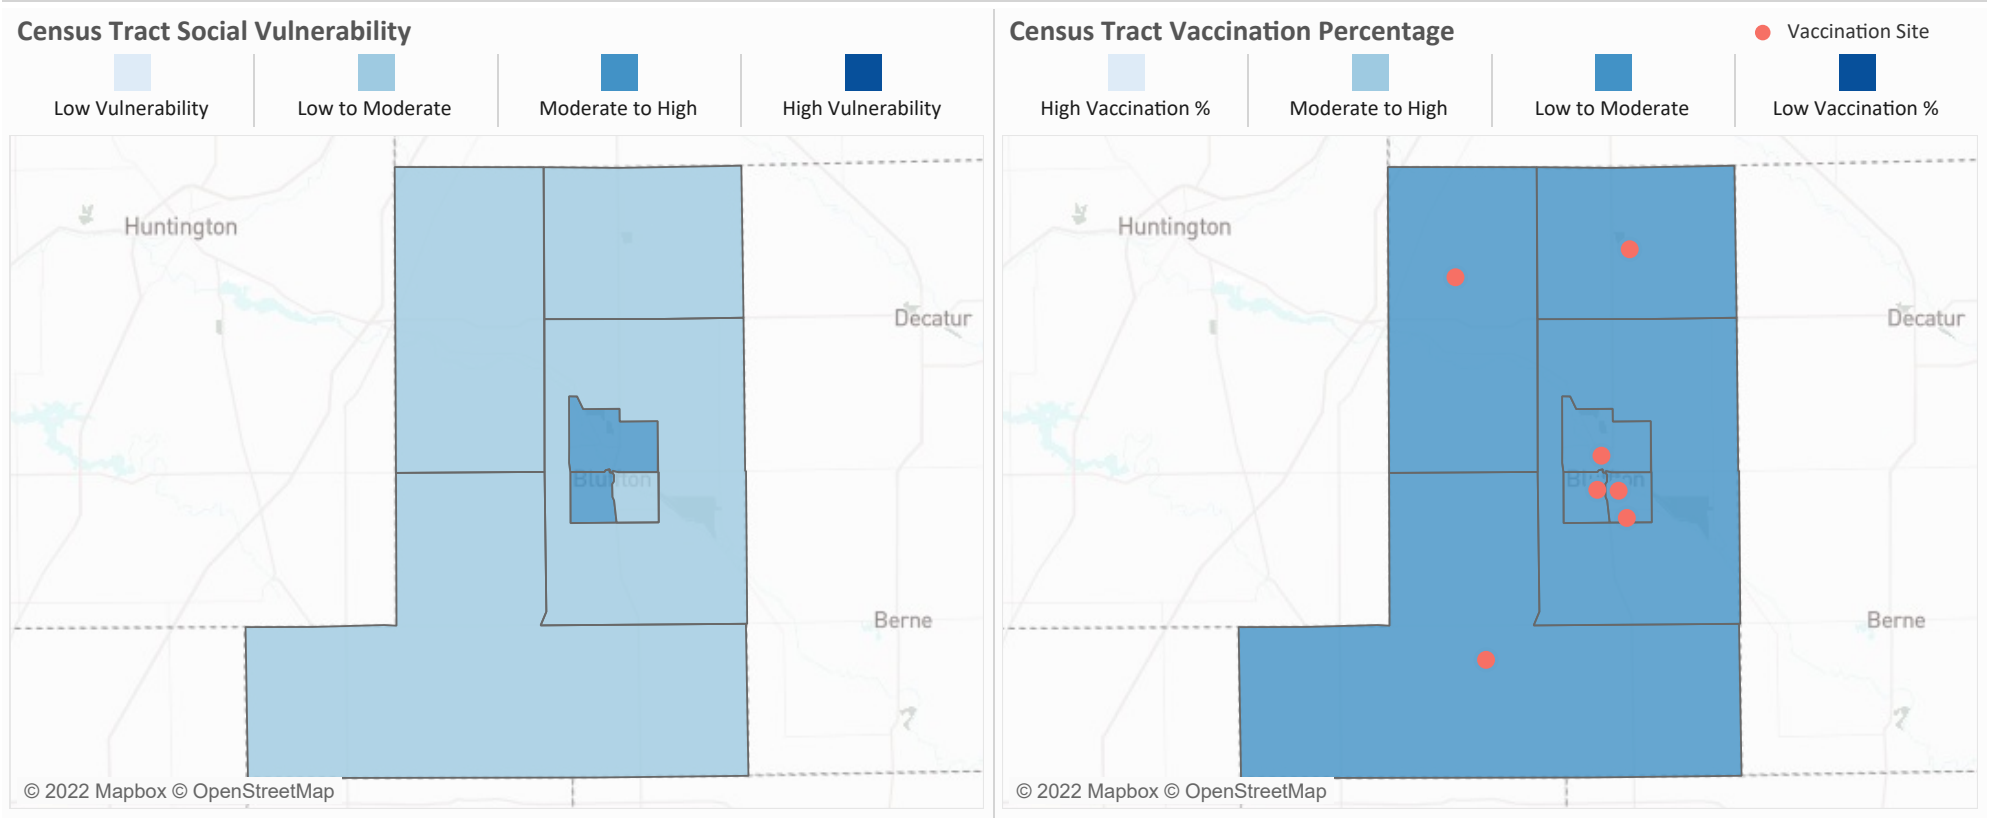 Census Tract Social Vulnerability
Low Vulnerability
Low to Moderate
Moderate to High
High Vulnerability
Huntington
Decatur
Bluffton
Berne
© 2022 Mapbox © OpenStreetMap
Census Tract Vaccination Percentage
Vaccination Site
High Vaccination %
Moderate to High
Low to Moderate
Low Vaccination %
Huntington
Decatur
Berne
© 2022 Mapbox © OpenStreetMap